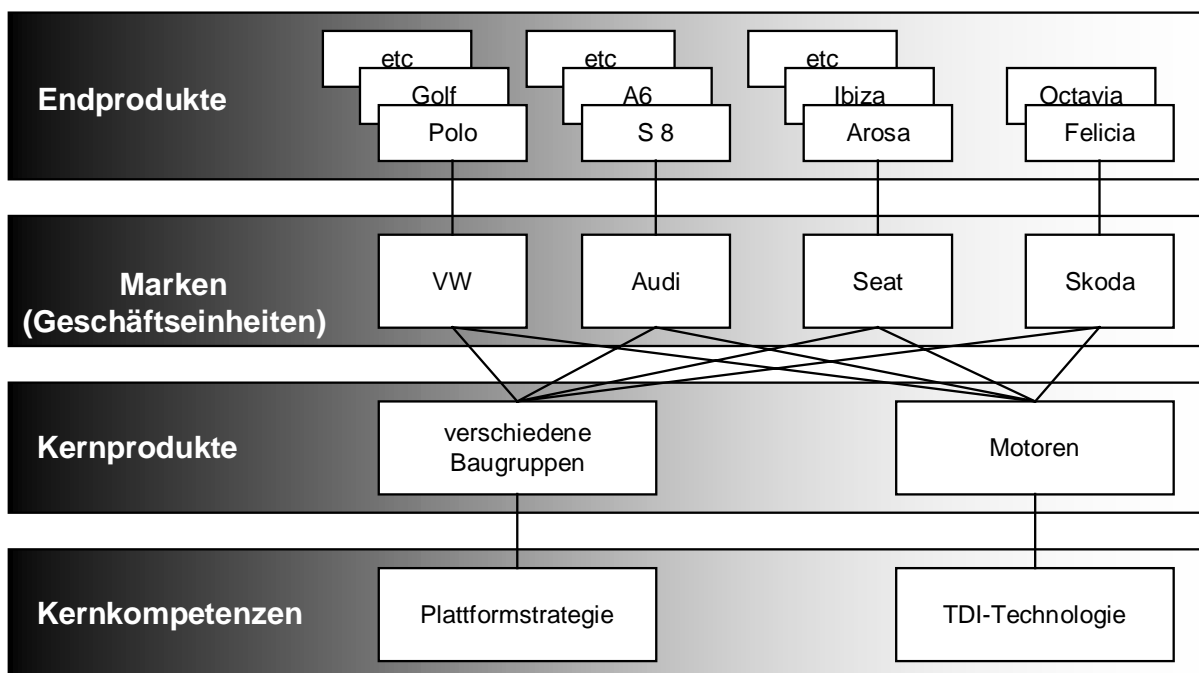 etc
etc
etc
Endprodukte
Golf
A6
Ibiza
Octavia
Polo
S 8
Arosa
Felicia
Marken
(Geschäftseinheiten)
VW
Audi
Seat
Skoda
Kernprodukte
verschiedene
Baugruppen
Motoren
Kernkompetenzen
Plattformstrategie
TDI-Technologie